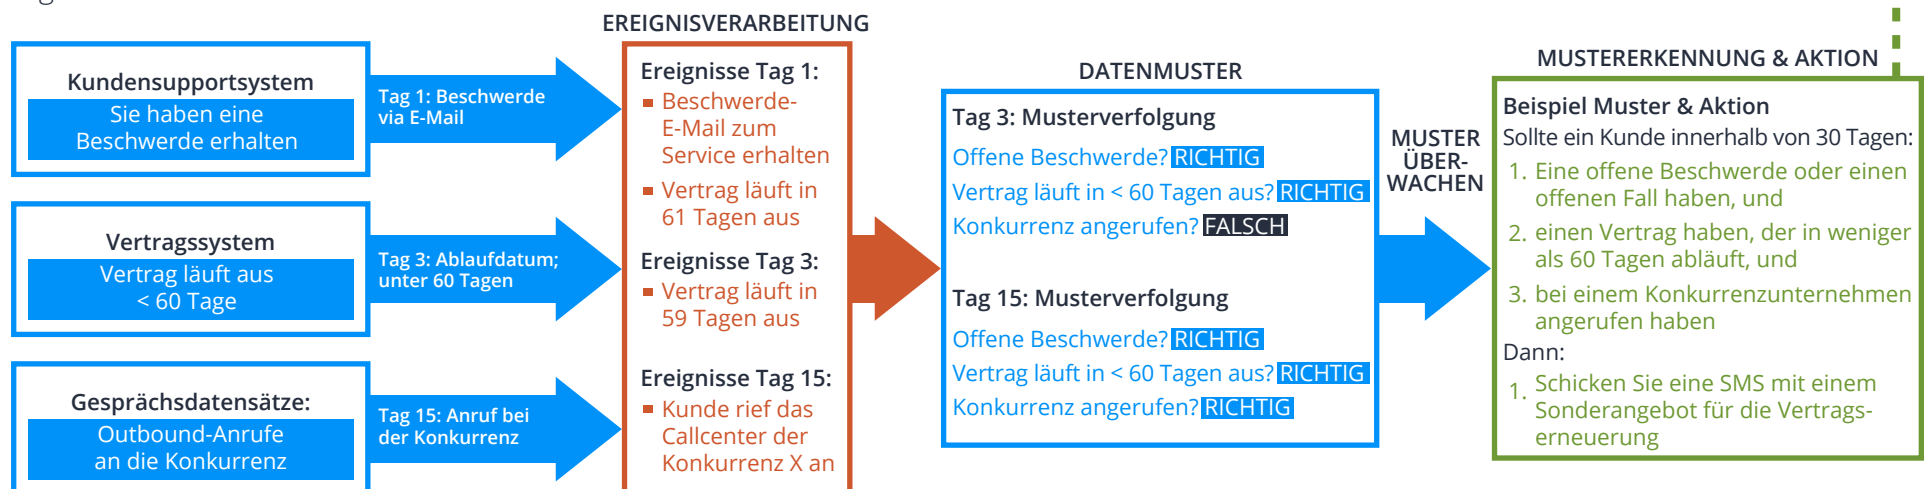 EREIGNISVERARBEITUNG
Kundensupportsystem
Sie haben eine
Beschwerde erhalten
Tag 1: Beschwerde
via E-Mail
Vertragssystem
Vertrag läuft aus
< 60 Tage
Tag 3: Ablaufdatum;
unter 60 Tagen
Gesprächsdatensätze:
Outbound-Anrufe
an die Konkurrenz
Tag 15: Anruf bei
der Konkurrenz
Ereignisse Tag 1:
Beschwerde-
E-Mail zum
Service erhalten
Vertrag läuft in
61 Tagen aus
Ereignisse Tag 3:
Vertrag läuft in
59 Tagen aus
Ereignisse Tag 15:
Kunde rief das
Callcenter der
Konkurrenz X an
DATENMUSTER
Tag 3: Musterverfolgung
Offene Beschwerde? RICHTIG
Vertrag läuft in < 60 Tagen aus? RICHTIG
Konkurrenz angerufen? FALSCH
Tag 15: Musterverfolgung
Offene Beschwerde? RICHTIG
Vertrag läuft in < 60 Tagen aus? RICHTIG
Konkurrenz angerufen? RICHTIG
MUSTER
ÜBER-
WACHEN
MUSTERERKENNUNG & AKTION
Beispiel Muster & Aktion
Sollte ein Kunde innerhalb von 30 Tagen:
1. Eine offene Beschwerde oder einen
offenen Fall haben, und
2. einen Vertrag haben, der in weniger
als 60 Tagen abläuft, und
3. bei einem Konkurrenzunternehmen
angerufen haben
Dann:
1. Schicken Sie eine SMS mit einem
Sonderangebot für die Vertrags-
erneuerung